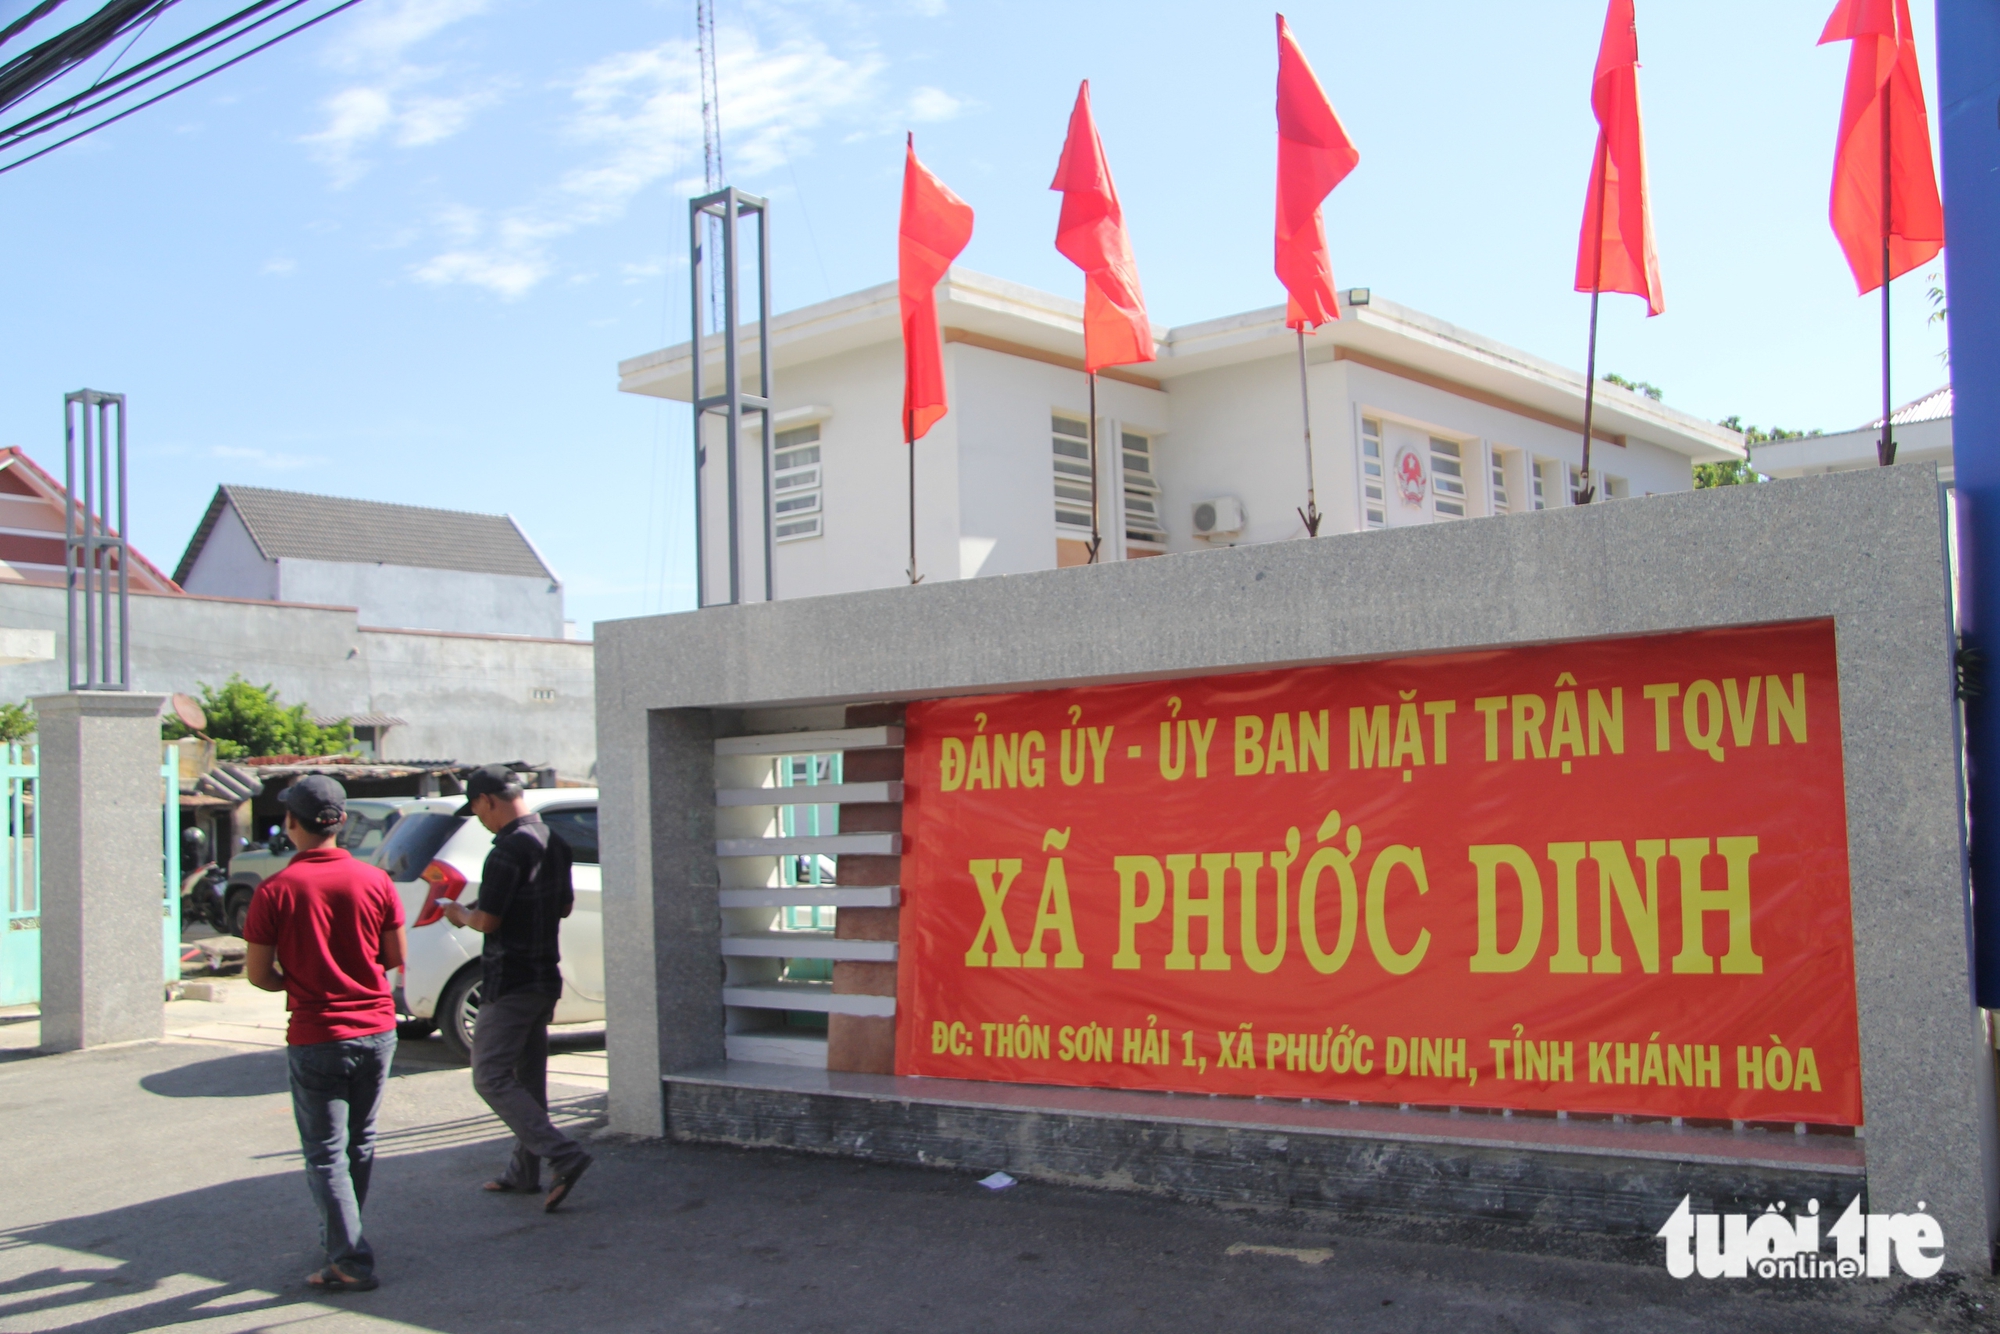 ĐẢNG ỦY - ỦY BAN MẶT TRẬN TQVN
XÃ PHƯỚC DINH
ĐC: THÔN SƠN HẢI 1, XÃ PHƯỚC DINH, TỈNH KHÁNH HÒA
tuổi trẻ
online